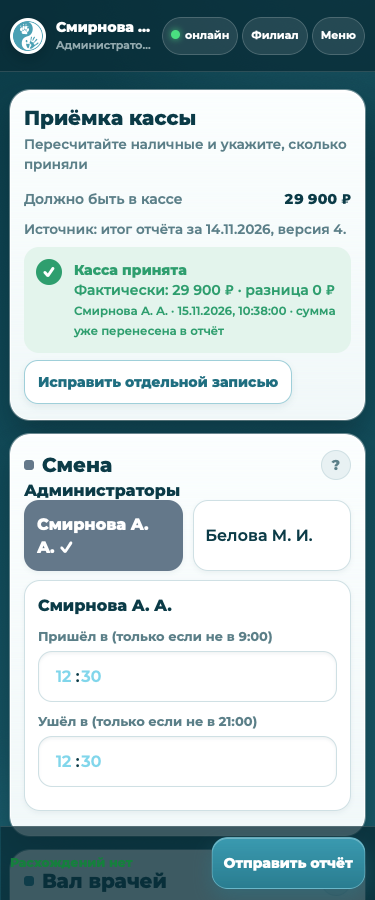 Смирнова ...
Администрато...
онлайн
Филиал
Меню
Приёмка кассы
Пересчитайте наличные и укажите, сколько
приняли
Должно быть в кассе
29 900 ₽
Источник: итог отчёта за 14.11.2026, версия 4.
Касса принята
Фактически: 29 900 ₽ · разница 0 ₽
Смирнова А. А. · 15.11.2026, 10:38:00 · сумма
уже перенесена в отчёт
Исправить отдельной записью
Смена
?
Администраторы
Смирнова А.
А. ✓
Белова М. И.
Смирнова А. А.
Пришёл в (только если не в 9:00)
12 : 30
Ушёл в (только если не в 21:00)
12 : 30
Расхождений нет
Отправить отчёт
Вал врачей